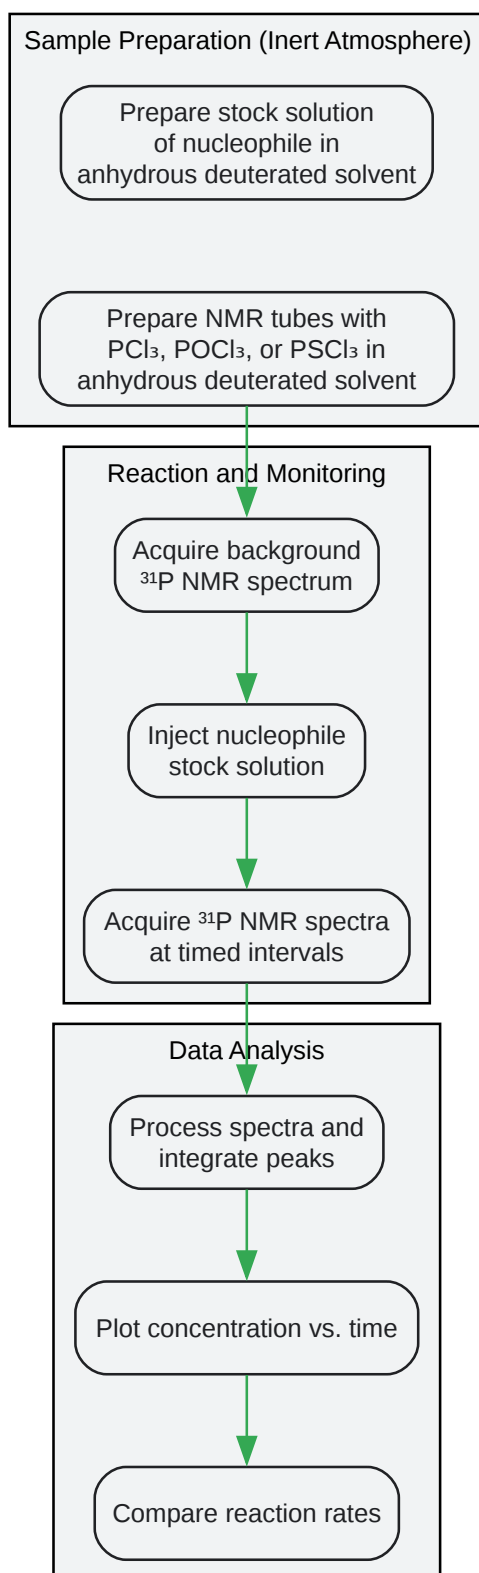 Sample Preparation (Inert Atmosphere)
Prepare stock solution
of nucleophile in
anhydrous deuterated solvent
Prepare NMR tubes with
PCl₃, POCl₃, or PSCl₃ in
anhydrous deuterated solvent
Reaction and Monitoring
Acquire background
³¹P NMR spectrum
Inject nucleophile
stock solution
Acquire ³¹P NMR spectra
at timed intervals
Data Analysis
Process spectra and
integrate peaks
Plot concentration vs. time
Compare reaction rates